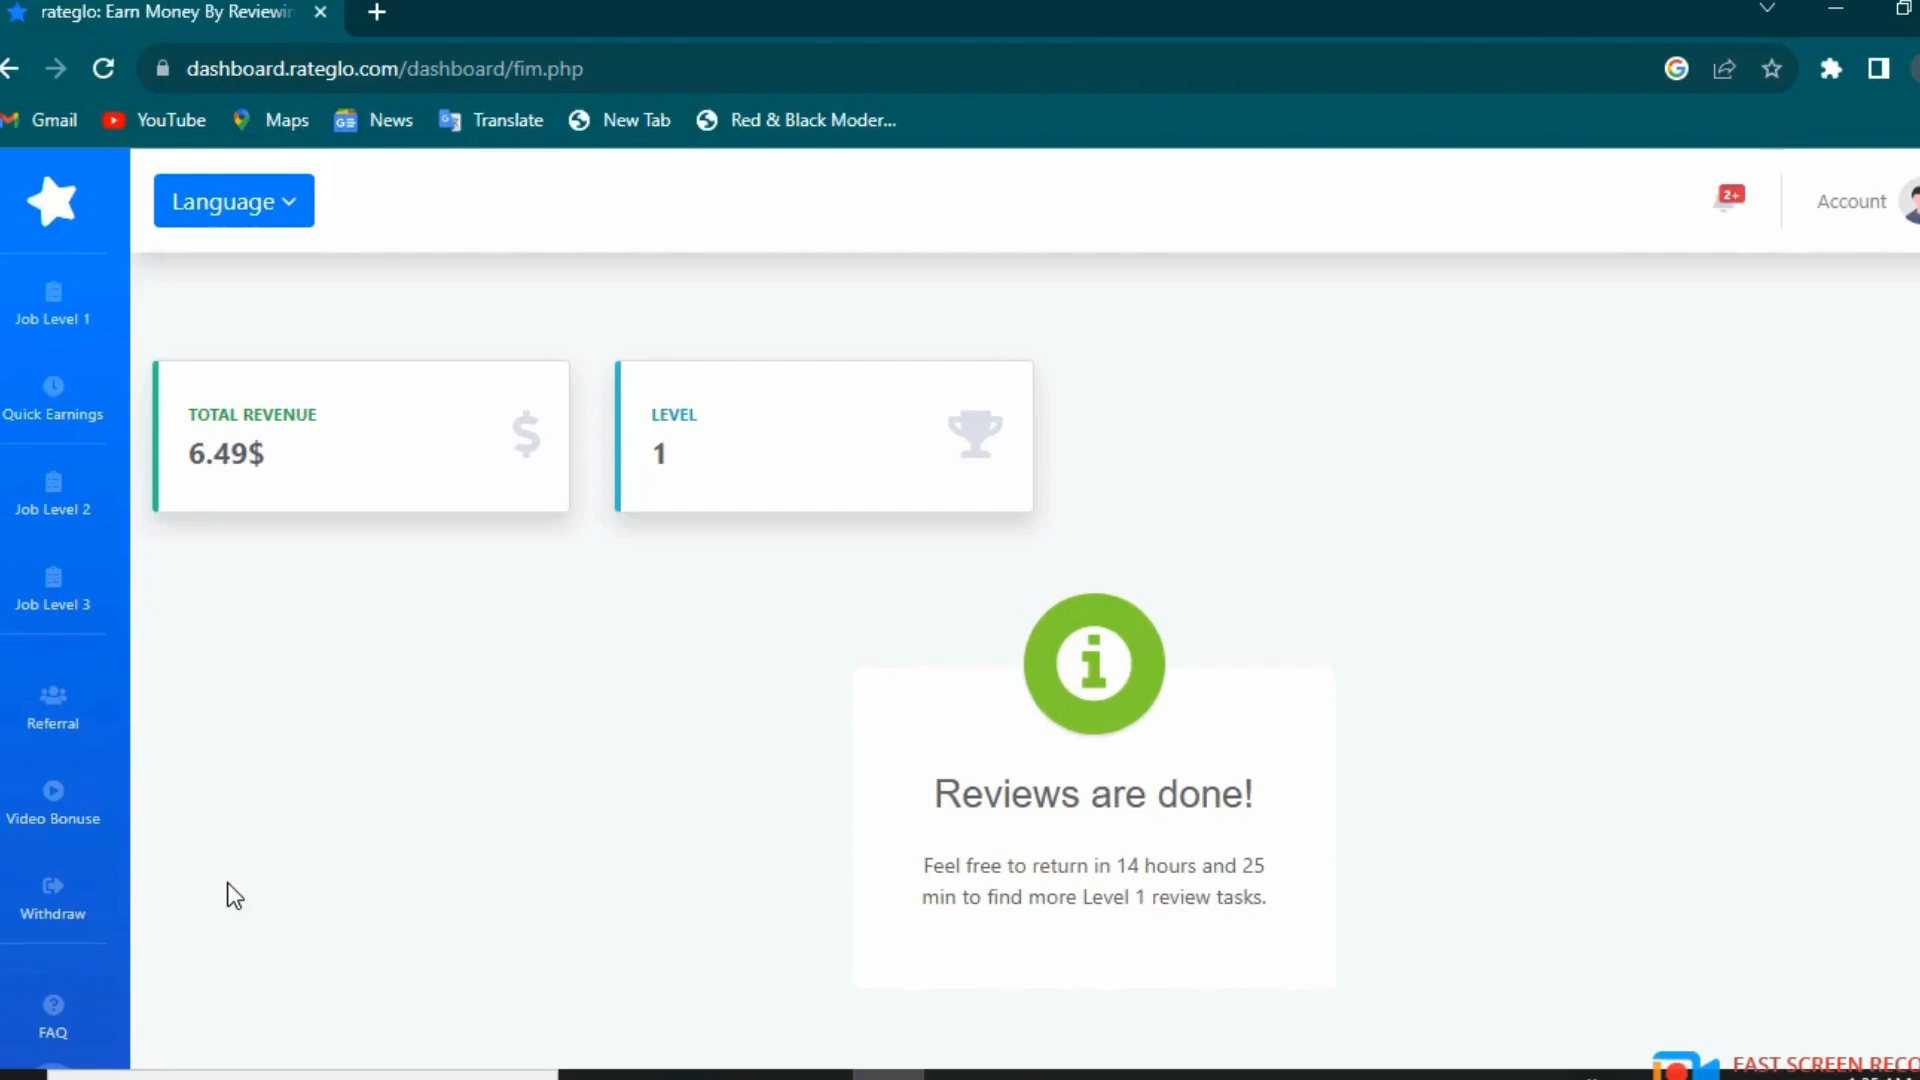 rateglo: Earn Money By Reviewin
dashboard.rateglo.com/dashboard/fim.php
Gmail YouTube Maps News Translate New Tab Red & Black Moder...
Language
2+
Account
Job Level 1
Quick Earnings
Job Level 2
Job Level 3
Referral
Video Bonuse
Withdraw
FAQ
TOTAL REVENUE
6.49$
LEVEL
1
Reviews are done!
Feel free to return in 14 hours and 25
min to find more Level 1 review tasks.
FAST SCREEN RECO